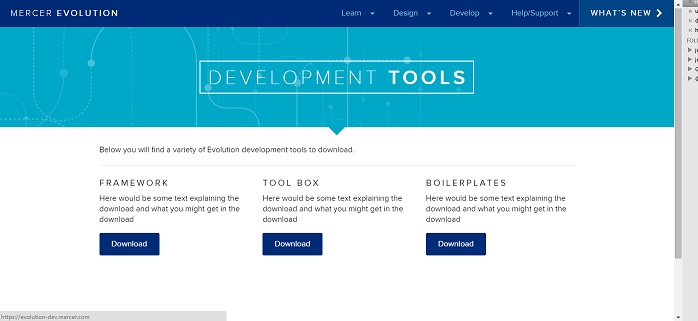 MERCER EVOLUTION
Learn Design Develop Help/Support WHAT'S NEW
DEVELOPMENT TOOLS
Below you will find a variety of Evolution development tools to download.
FRAMEWORK
Here would be some text explaining the
download and what you might get in the
download
Download
TOOL BOX
Here would be some text explaining the
download and what you might get in the
download
Download
BOILERPLATES
Here would be some text explaining the
download and what you might get in the
download
Download
https://evolution-dev.mercer.com